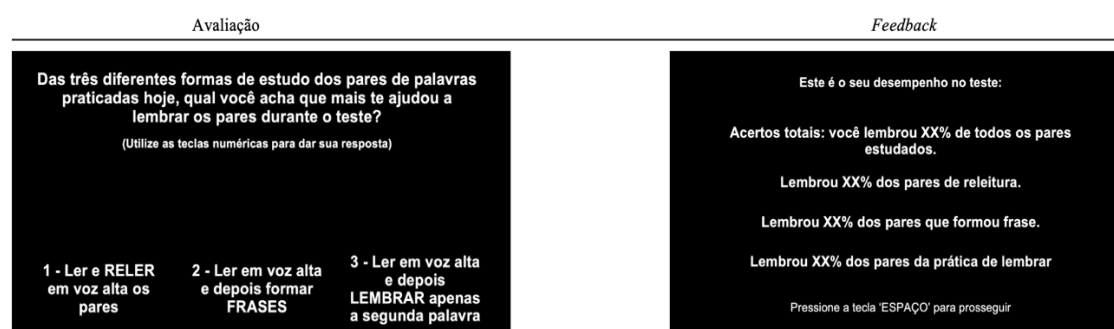 Avaliação
Feedback
Das três diferentes formas de estudo dos pares de palavras
praticadas hoje, qual você acha que mais te ajudou a
lembrar os pares durante o teste?
(Utilize as teclas numéricas para dar sua resposta)
1 - Ler e RELER
em voz alta os
pares
2 - Ler em voz alta
e depois formar
FRASES
3 - Ler em voz alta
e depois
LEMBRAR apenas
a segunda palavra
Este é o seu desempenho no teste:
Acertos totais: você lembrou XX% de todos os pares
estudados.
Lembrou XX% dos pares de releitura.
Lembrou XX% dos pares que formou frase.
Lembrou XX% dos pares da prática de lembrar
Pressione a tecla ‘ESPAÇO’ para prosseguir